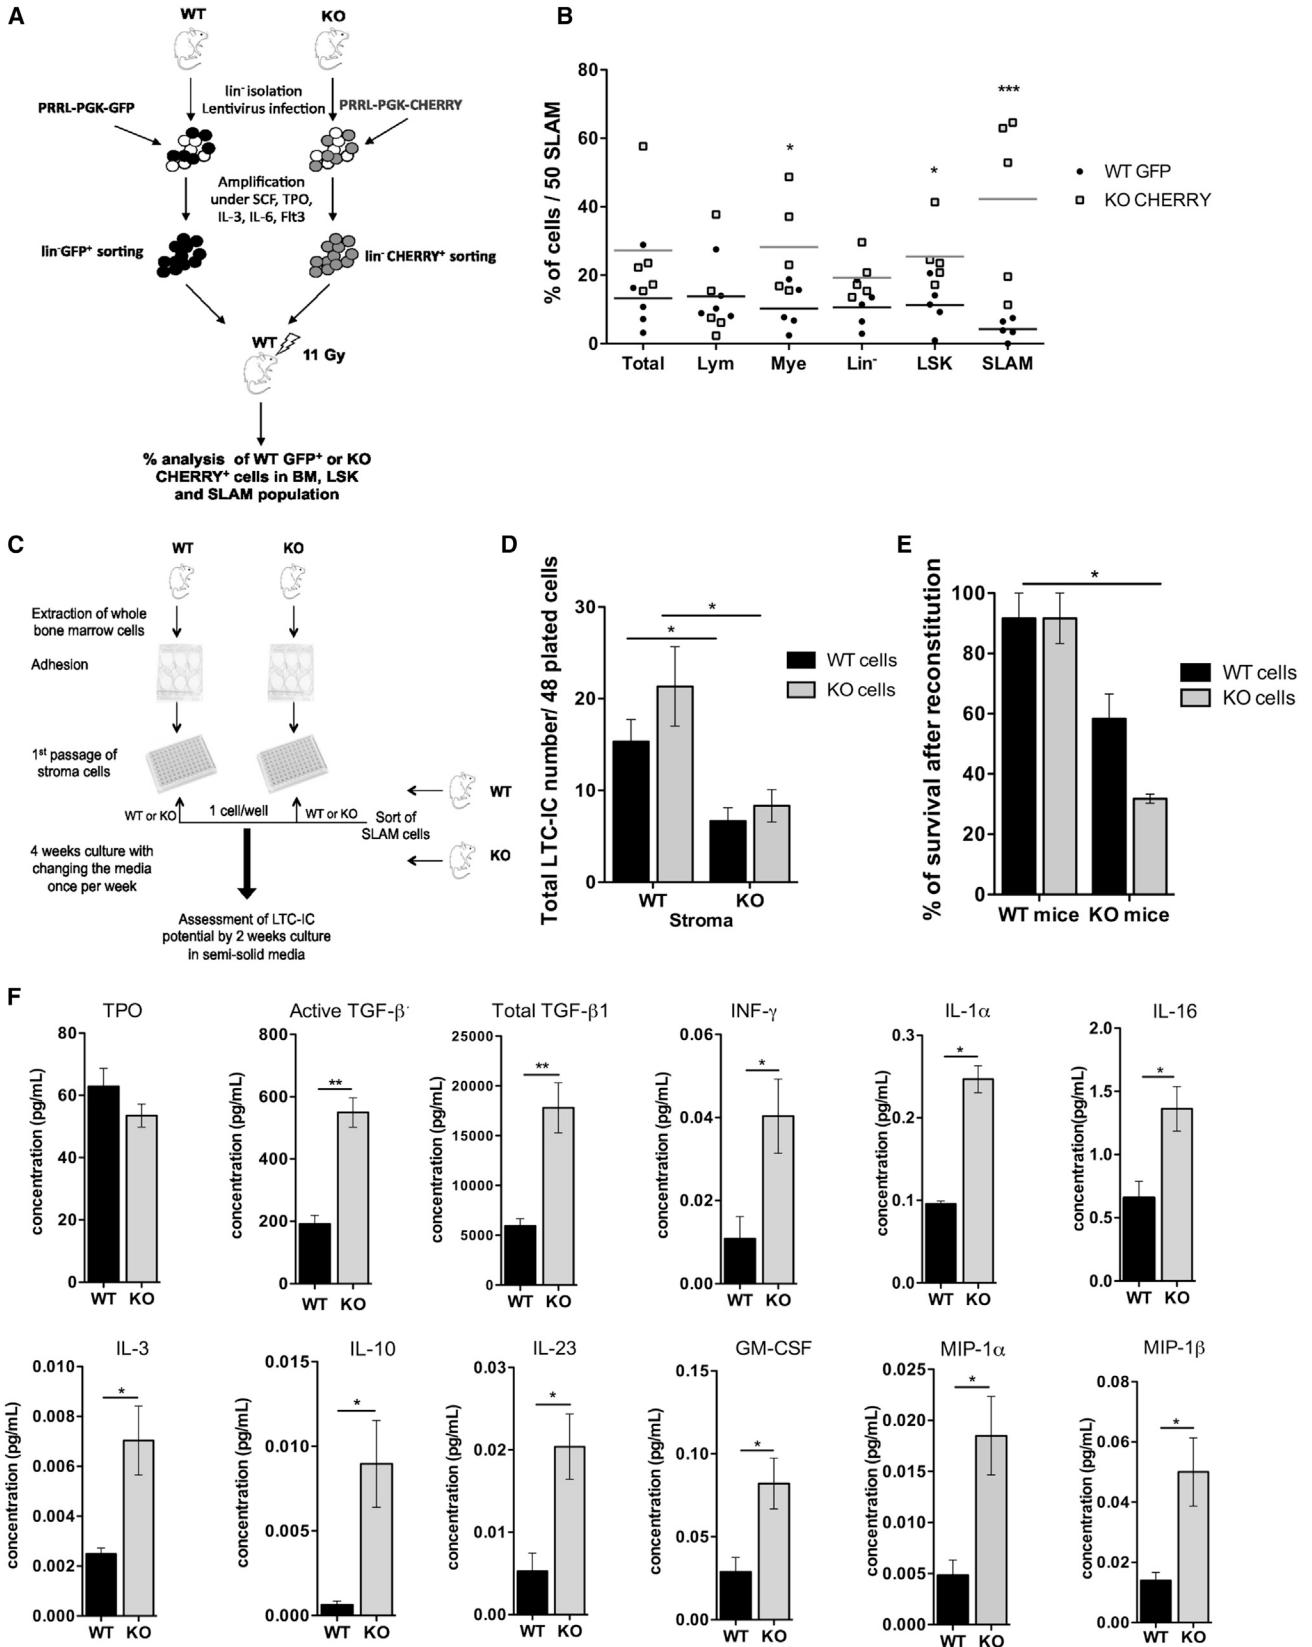 A
WT
KO
PRRL-PGK-GFP
lin- isolation
Lentivirus infection
PRRL-PGK-CHERRY
Amplification
under SCF, TPO,
IL-3, IL-6, Flt3
lin-GFP+ sorting
lin- CHERRY+ sorting
WT
11 Gy
% analysis of WT GFP+ or KO
CHERRY+ cells in BM, LSK
and SLAM population
B
% of cells / 50 SLAM
80
60
40
20
0
*
*
***
Total
Lym
Mye
Lin-
LSK
SLAM
WT GFP
KO CHERRY
C
WT
KO
Extraction of whole
bone marrow cells
Adhesion
1st passage of
stroma cells
WT or KO
1 cell/well
WT or KO
Sort of
SLAM cells
WT
KO
4 weeks culture with
changing the media
once per week
Assessment of LTC-IC
potential by 2 weeks culture
in semi-solid media
D
Total LTC-IC number/ 48 plated cells
30
20
10
0
*
*
WT
KO
Stroma
WT cells
KO cells
E
% of survival after reconstitution
100
80
60
40
20
0
*
WT mice
KO mice
WT cells
KO cells
F
TPO
concentration (pg/mL)
80
60
40
20
0
WT KO
Active TGF-β
concentration (pg/mL)
800
600
400
200
0
**
WT KO
Total TGF-β1
concentration (pg/mL)
25000
20000
15000
10000
5000
0
**
WT KO
INF-γ
concentration (pg/mL)
0.06
0.04
0.02
0.00
*
WT KO
IL-1α
concentration (pg/mL)
0.3
0.2
0.1
0.0
*
WT KO
IL-16
concentration(pg/mL)
2.0
1.5
1.0
0.5
0.0
*
WT KO
IL-3
concentration (pg/mL)
0.010
0.008
0.006
0.004
0.002
0.000
*
WT KO
IL-10
concentration (pg/mL)
0.015
0.010
0.005
0.000
*
WT KO
IL-23
concentration (pg/mL)
0.03
0.02
0.01
0.00
*
WT KO
GM-CSF
concentration (pg/mL)
0.15
0.10
0.05
0.00
*
WT KO
MIP-1α
concentration (pg/mL)
0.025
0.020
0.015
0.010
0.005
0.000
*
WT KO
MIP-1β
concentration (pg/mL)
0.08
0.06
0.04
0.02
0.00
*
WT KO